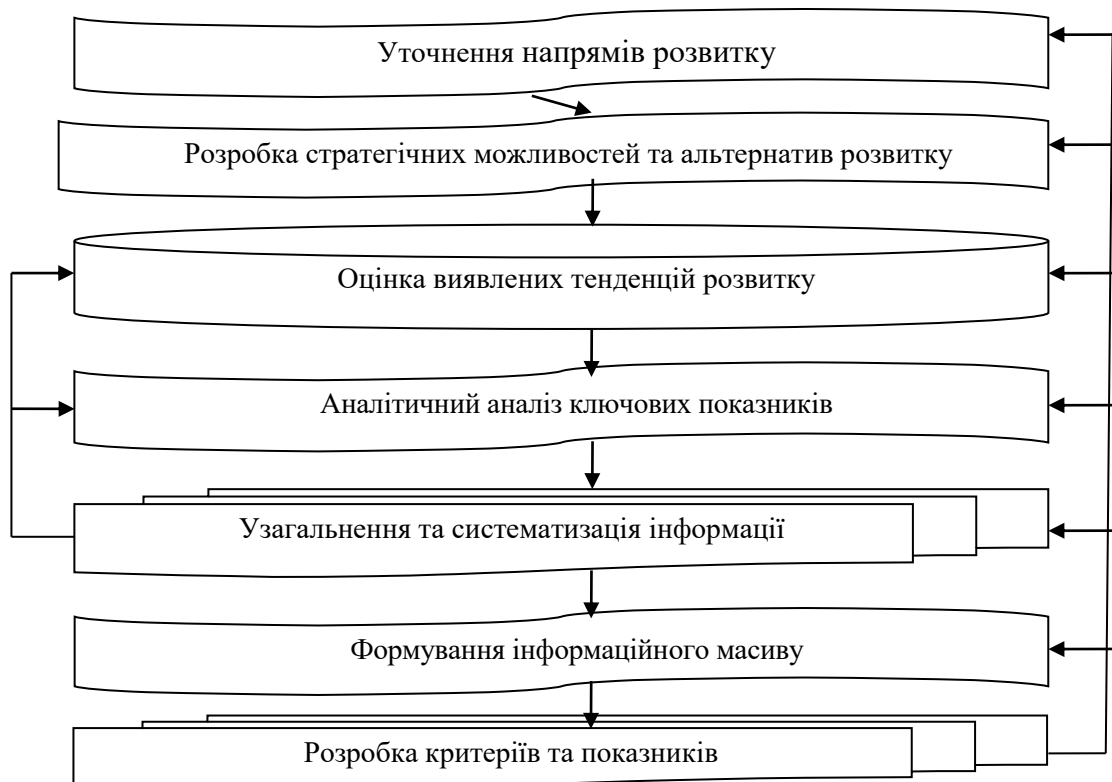 Уточнення напрямів розвитку
Розробка стратегічних можливостей та альтернатив розвитку
Оцінка виявлених тенденцій розвитку
Аналітичний аналіз ключових показників
Узагальнення та систематизація інформації
Формування інформаційного масиву
Розробка критеріїв та показників